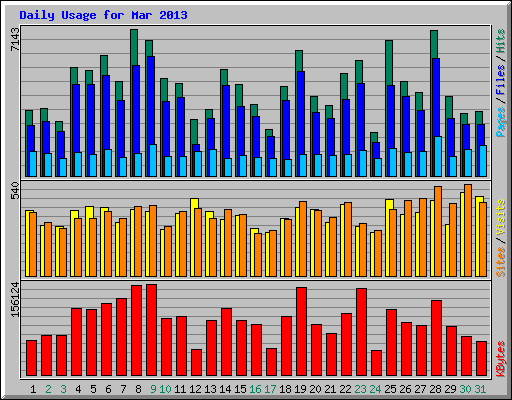 Daily Usage for Mar 2013
7143
Pages / Files / Hits
540
Sites / Visits
156124
KBytes
1 2 3 4 5 6 7 8 9 10 11 12 13 14 15 16 17 18 19 20 21 22 23 24 25 26 27 28 29 30 31